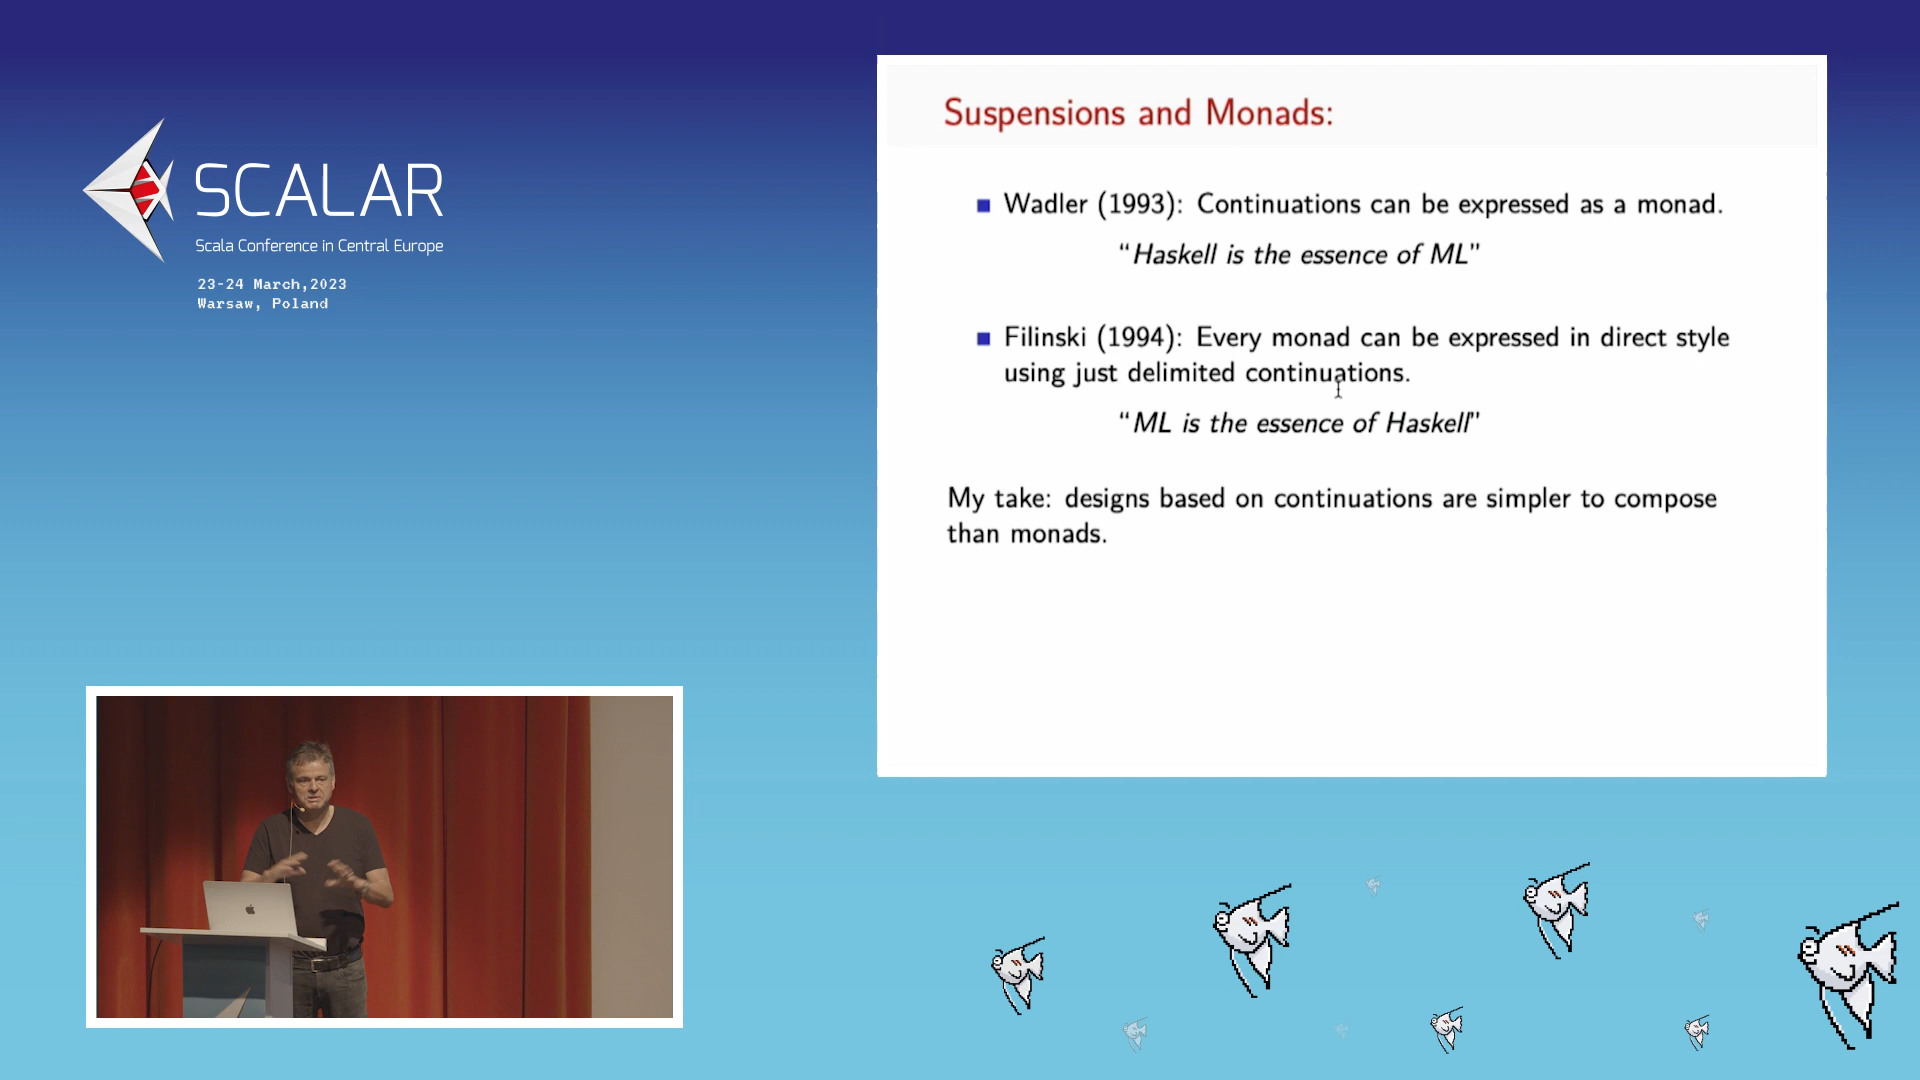 SCALAR
Scala Conference in Central Europe
23-24 March,2023
Warsaw, Poland
Suspensions and Monads:
Wadler (1993): Continuations can be expressed as a monad.
“Haskell is the essence of ML”
Filinski (1994): Every monad can be expressed in direct style
using just delimited continuations.
“ML is the essence of Haskell”
My take: designs based on continuations are simpler to compose
than monads.